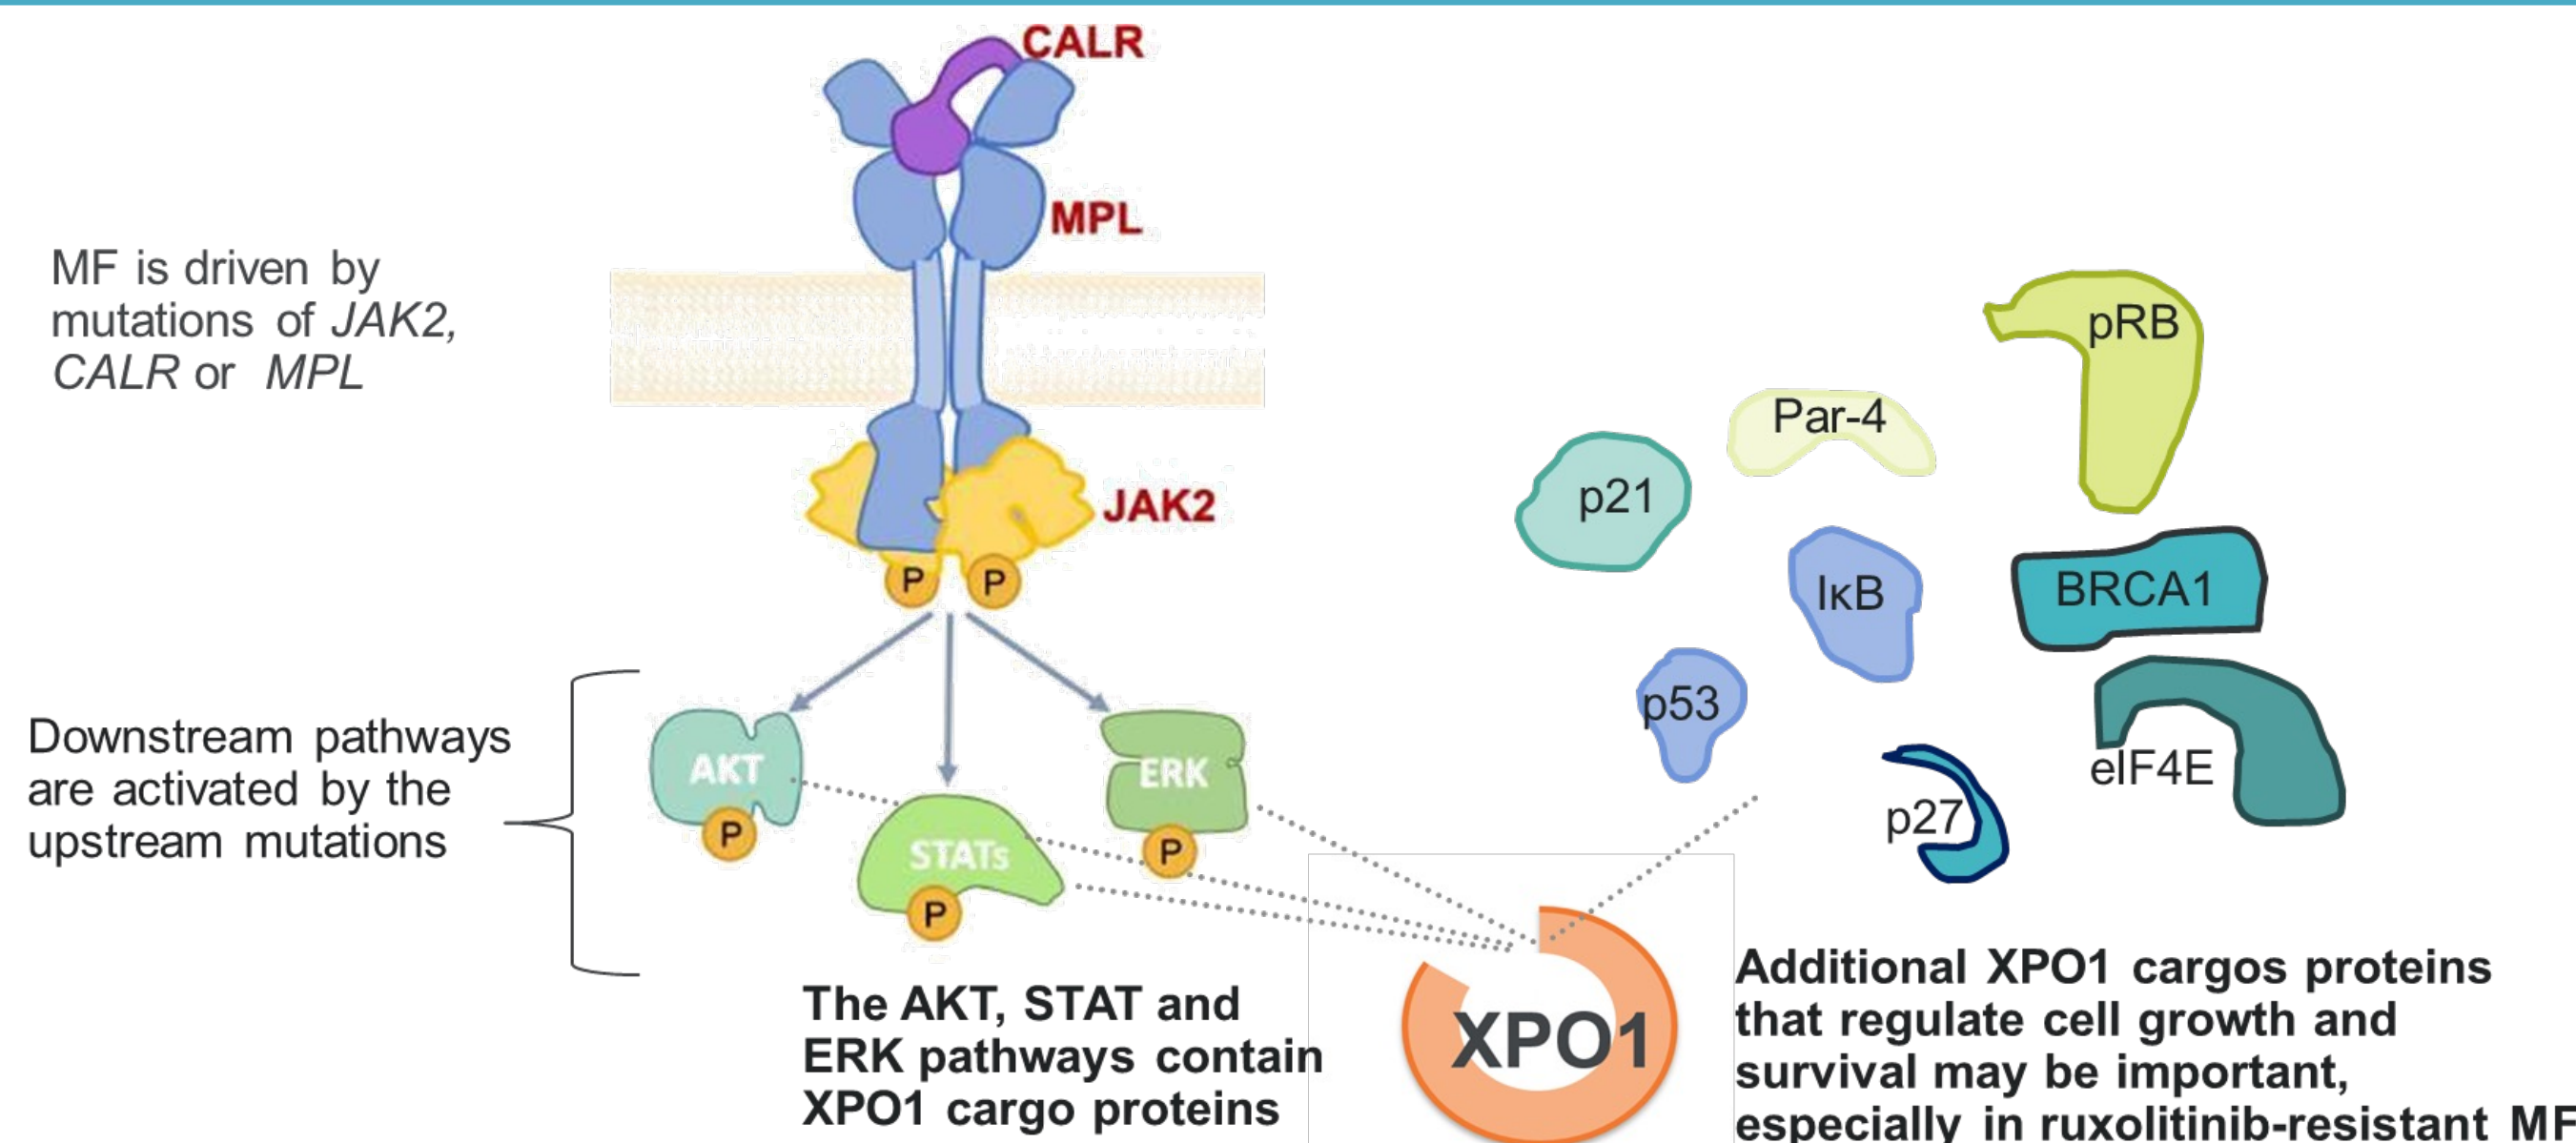 CALR
MPL
MF is driven by
mutations of JAK2,
CALR or MPL
JAK2
P P
Downstream pathways
are activated by the
upstream mutations
AKT
P
STATs
P
ERK
P
The AKT, STAT and
ERK pathways contain
XPO1 cargo proteins
pRB
Par-4
p21
IκB
BRCA1
p53
eIF4E
p27
XPO1
Additional XPO1 cargos proteins
that regulate cell growth and
survival may be important,
especially in ruxolitinib-resistant MF